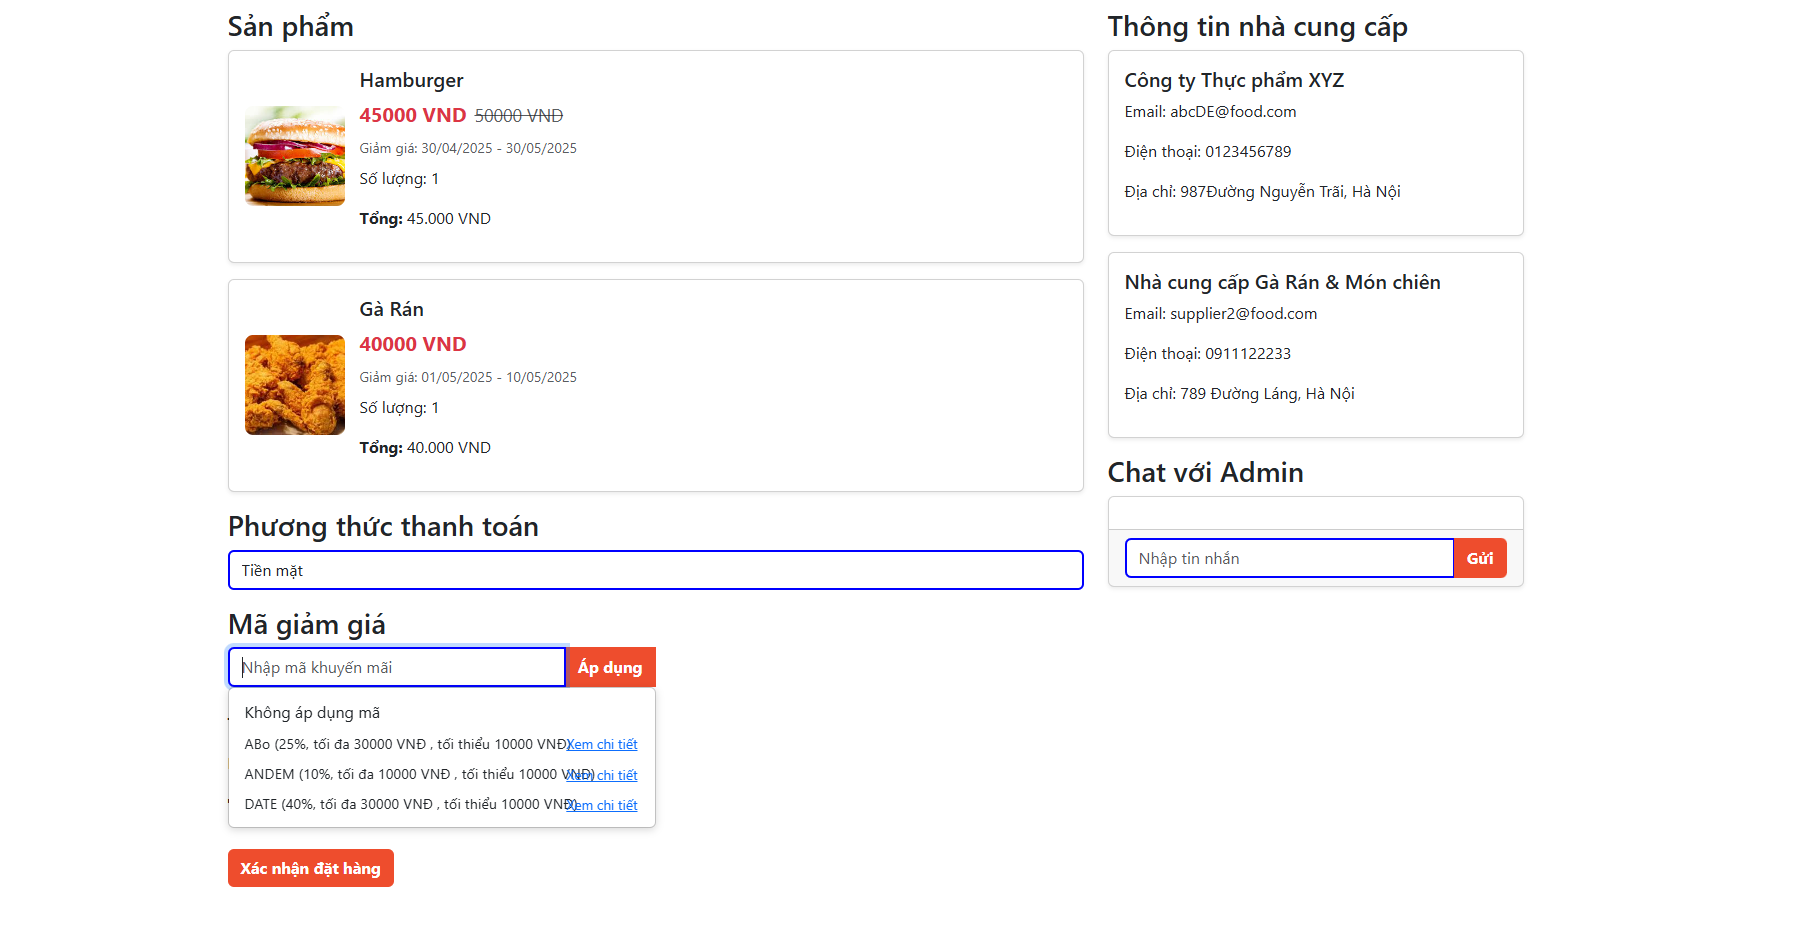 Sản phẩm
Hamburger
45000 VND 50000 VND
Giảm giá: 30/04/2025 - 30/05/2025
Số lượng: 1
Tổng: 45.000 VND
Gà Rán
40000 VND
Giảm giá: 01/05/2025 - 10/05/2025
Số lượng: 1
Tổng: 40.000 VND
Phương thức thanh toán
Tiền mặt
Mã giảm giá
Nhập mã khuyến mãi
Áp dụng
Không áp dụng mã
ABo (25%, tối đa 30000 VNĐ , tối thiểu 10000 VNĐ) Xem chi tiết
ANDEM (10%, tối đa 10000 VNĐ , tối thiểu 10000 VNĐ) Xem chi tiết
DATE (40%, tối đa 30000 VNĐ , tối thiểu 10000 VNĐ) Xem chi tiết
Xác nhận đặt hàng
Thông tin nhà cung cấp
Công ty Thực phẩm XYZ
Email: abcDE@food.com
Điện thoại: 0123456789
Địa chỉ: 987Đường Nguyễn Trãi, Hà Nội
Nhà cung cấp Gà Rán & Món chiên
Email: supplier2@food.com
Điện thoại: 0911122233
Địa chỉ: 789 Đường Láng, Hà Nội
Chat với Admin
Nhập tin nhắn
Gửi